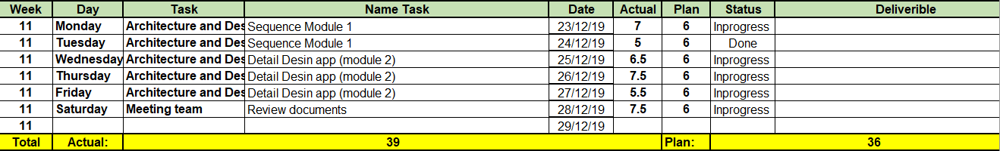 Week Day Task Name Task Date Actual Plan Status Deliverible
11 Monday Architecture and Des Sequence Module 1 23/12/19 7 6 Inprogress
11 Tuesday Architecture and Des Sequence Module 1 24/12/19 5 6 Done
11 Wednesday Architecture and Des Detail Desin app (module 2) 25/12/19 6.5 6 Inprogress
11 Thursday Architecture and Des Detail Desin app (module 2) 26/12/19 7.5 6 Inprogress
11 Friday Architecture and Des Detail Desin app (module 2) 27/12/19 5.5 6 Inprogress
11 Saturday Meeting team Review documents 28/12/19 7.5 6 Inprogress
11 29/12/19
Total Actual: 39 Plan: 36